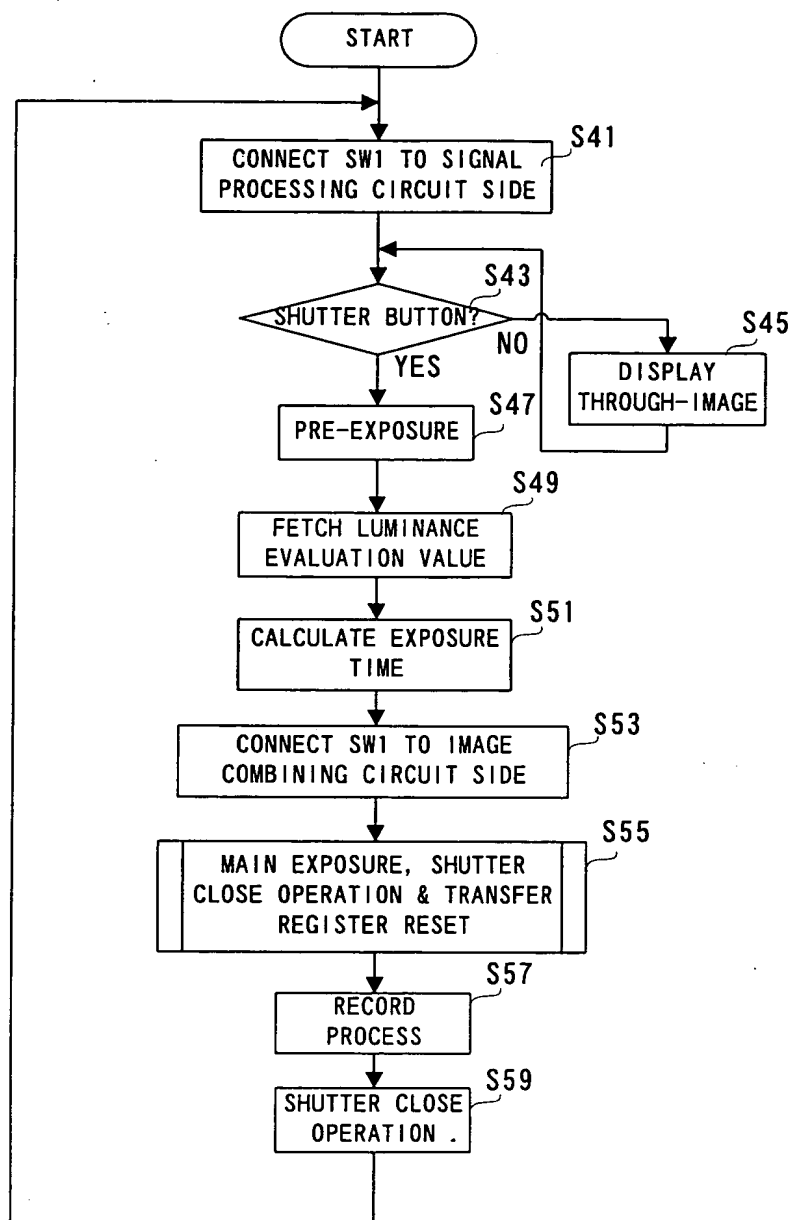 START
S41
CONNECT SW1 TO SIGNAL
PROCESSING CIRCUIT SIDE
S43
SHUTTER BUTTON?
NO
YES
S45
DISPLAY
THROUGH-IMAGE
S47
PRE-EXPOSURE
S49
FETCH LUMINANCE
EVALUATION VALUE
S51
CALCULATE EXPOSURE
TIME
S53
CONNECT SW1 TO IMAGE
COMBINING CIRCUIT SIDE
S55
MAIN EXPOSURE, SHUTTER
CLOSE OPERATION & TRANSFER
REGISTER RESET
S57
RECORD
PROCESS
S59
SHUTTER CLOSE
OPERATION .